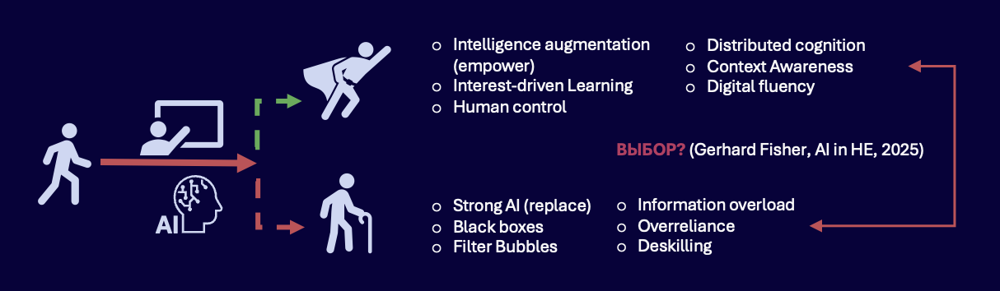 AI
○ Intelligence augmentation
(empower)
○ Interest-driven Learning
○ Human control
○ Distributed cognition
○ Context Awareness
○ Digital fluency
ВЫБОР? (Gerhard Fisher, AI in HE, 2025)
○ Strong AI (replace)
○ Black boxes
○ Filter Bubbles
○ Information overload
○ Overreliance
○ Deskilling